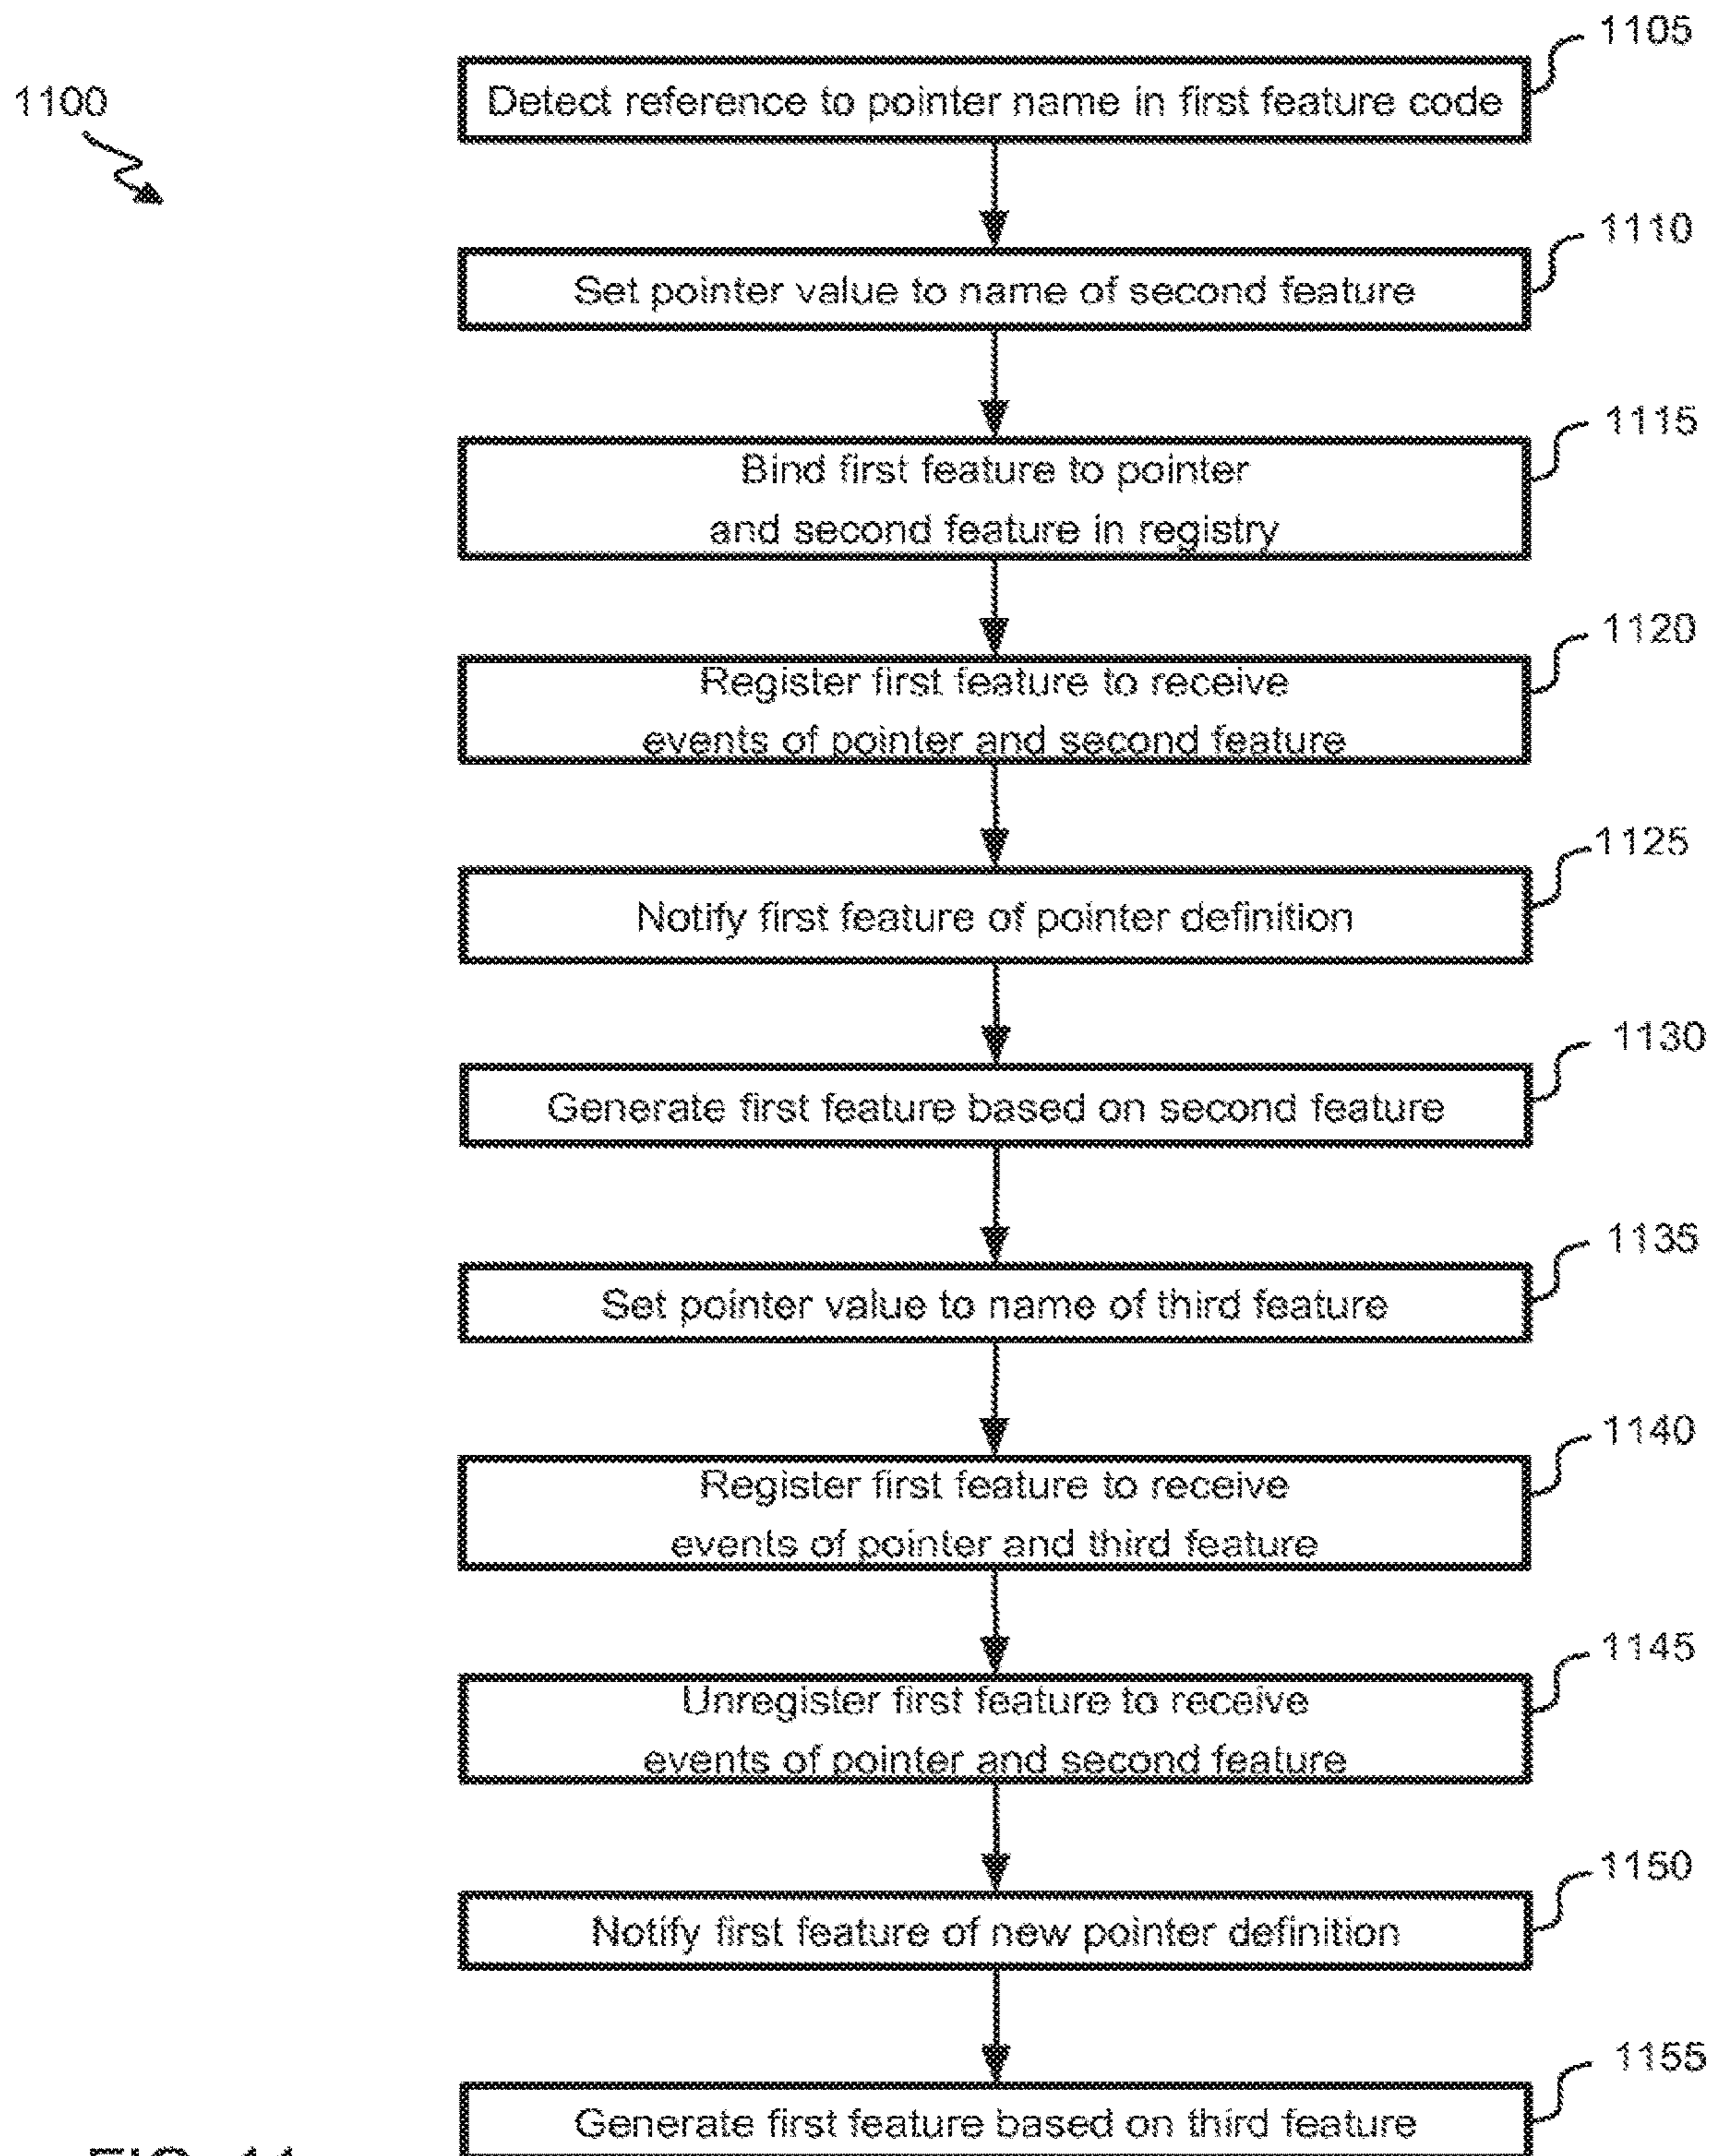 1100
1105
Detect reference to pointer name in first feature code
1110
Set pointer value to name of second feature
1115
Bind first feature to pointer
and second feature in registry
1120
Register first feature to receive
events of pointer and second feature
1125
Notify first feature of pointer definition
1130
Generate first feature based on second feature
1135
Set pointer value to name of third feature
1140
Register first feature to receive
events of pointer and third feature
1145
Unregister first feature to receive
events of pointer and second feature
1150
Notify first feature of new pointer definition
1155
Generate first feature based on third feature